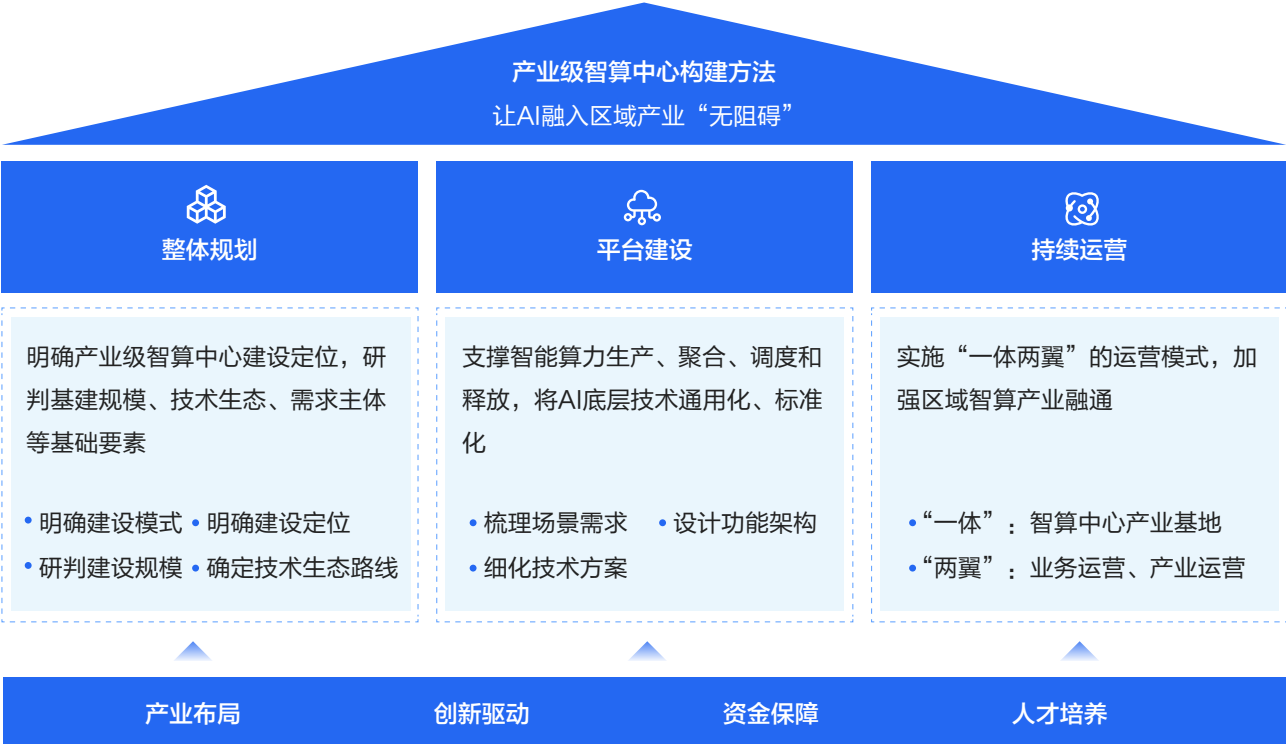 产业级智算中心构建方法
让AI融入区域产业“无阻碍”
整体规划
明确产业级智算中心建设定位，研
判基建规模、技术生态、需求主体
等基础要素
• 明确建设模式 • 明确建设定位
• 研判建设规模 • 确定技术生态路线
平台建设
支撑智能算力生产、聚合、调度和
释放，将AI底层技术通用化、标准
化
• 梳理场景需求 • 设计功能架构
• 细化技术方案
持续运营
实施“一体两翼”的运营模式，加
强区域智算产业融通
• “一体”：智算中心产业基地
• “两翼”：业务运营、产业运营
产业布局 创新驱动 资金保障 人才培养